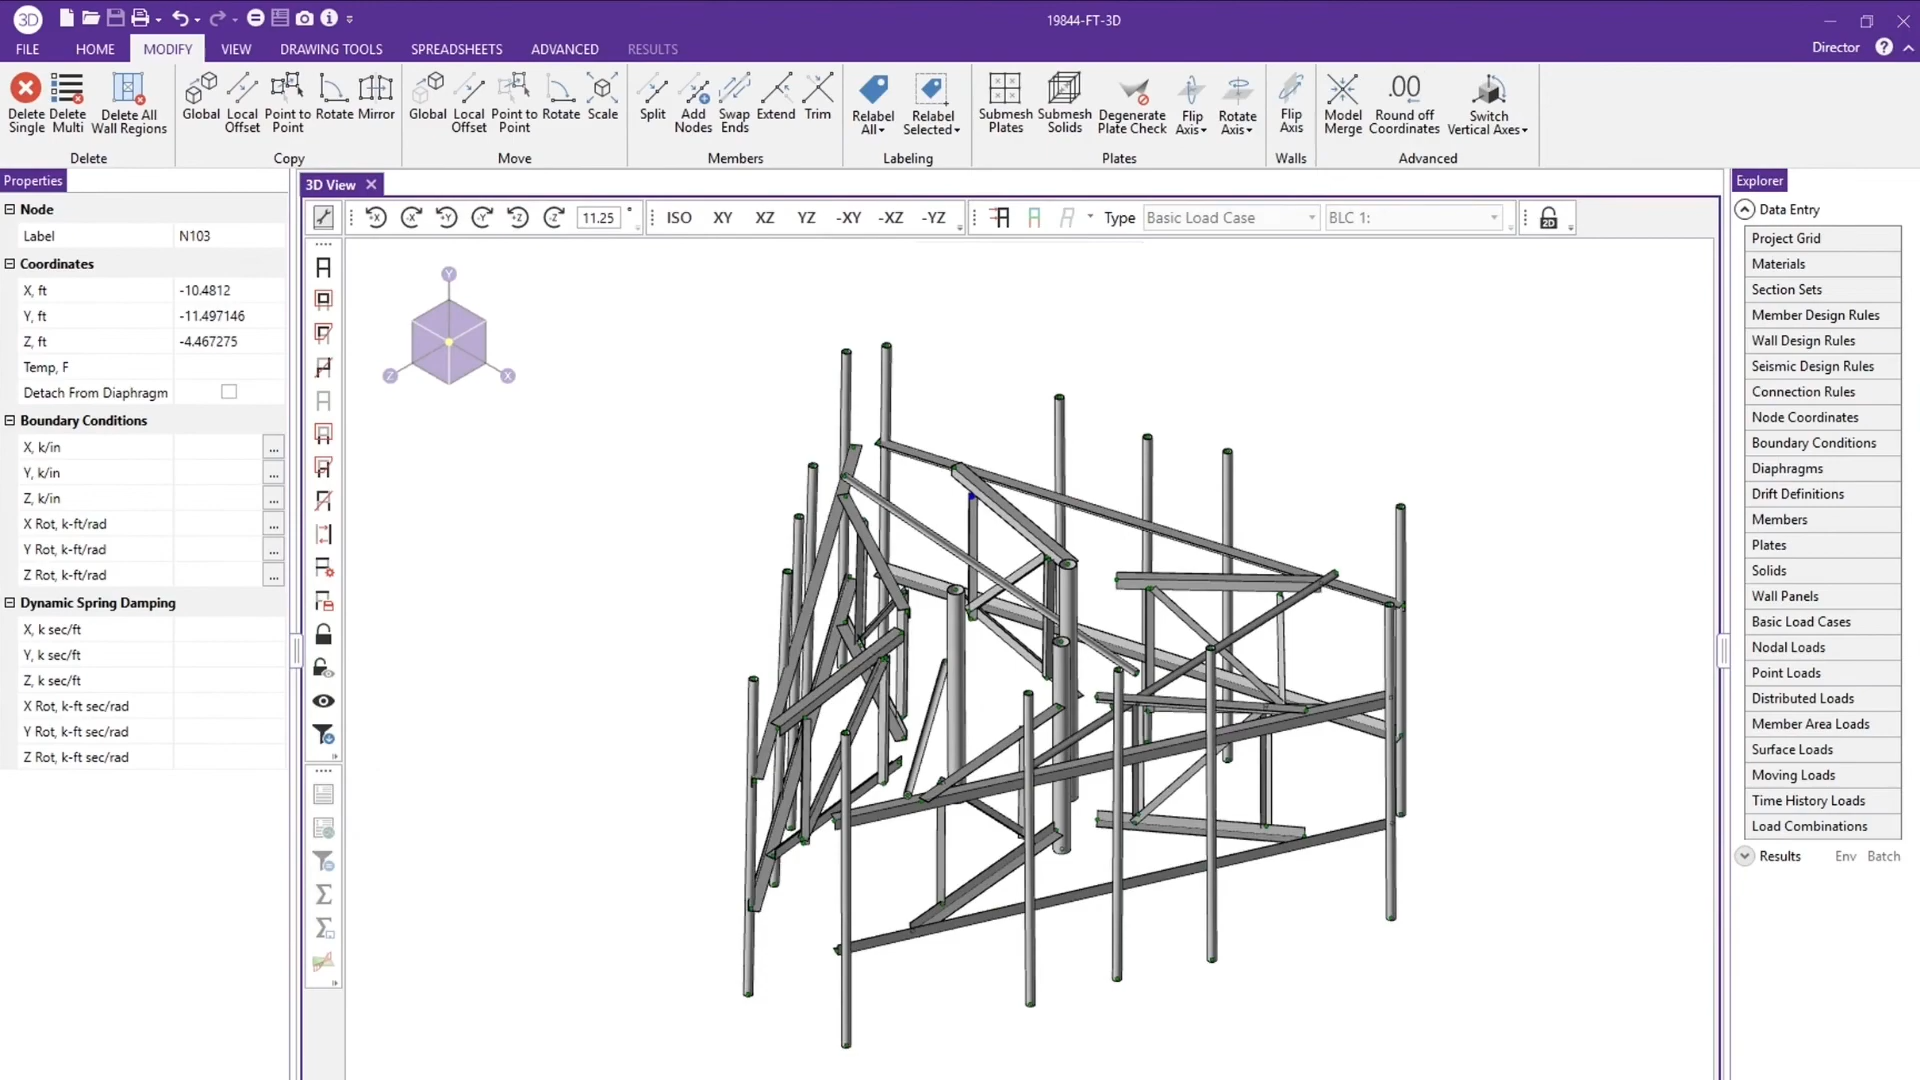 3D
19844-FT-3D
FILE HOME MODIFY VIEW DRAWING TOOLS SPREADSHEETS ADVANCED RESULTS
Director
Delete Single
Delete Multi
Delete All Wall Regions
Delete
Global
Local Offset
Point to Point
Rotate
Mirror
Copy
Global
Local Offset
Point to Point
Rotate
Scale
Move
Split
Add Nodes
Swap Ends
Extend
Trim
Members
Relabel All
Relabel Selected
Labeling
Submesh Plates
Submesh Solids
Degenerate Plate Check
Flip Axis
Rotate Axis
Plates
Flip Axis
Walls
Model Merge
.00
Round off Coordinates
Switch Vertical Axes
Advanced
Properties
Node
Label N103
Coordinates
X, ft -10.4812
Y, ft -11.497146
Z, ft -4.467275
Temp, F
Detach From Diaphragm
Boundary Conditions
X, k/in ...
Y, k/in ...
Z, k/in ...
X Rot, k-ft/rad ...
Y Rot, k-ft/rad ...
Z Rot, k-ft/rad ...
Dynamic Spring Damping
X, k sec/ft
Y, k sec/ft
Z, k sec/ft
X Rot, k-ft sec/rad
Y Rot, k-ft sec/rad
Z Rot, k-ft sec/rad
3D View
11.25 °
ISO XY XZ YZ -XY -XZ -YZ
Type Basic Load Case BLC 1:
2D
Y
Z
X
Explorer
Data Entry
Project Grid
Materials
Section Sets
Member Design Rules
Wall Design Rules
Seismic Design Rules
Connection Rules
Node Coordinates
Boundary Conditions
Diaphragms
Drift Definitions
Members
Plates
Solids
Wall Panels
Basic Load Cases
Nodal Loads
Point Loads
Distributed Loads
Member Area Loads
Surface Loads
Moving Loads
Time History Loads
Load Combinations
Results Env Batch